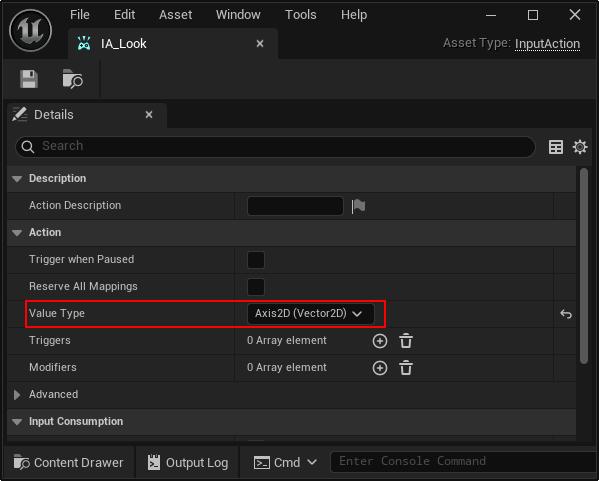 File Edit Asset Window Tools Help
IA_Look
Asset Type: InputAction
Details
Search
Description
Action Description
Action
Trigger when Paused
Reserve All Mappings
Value Type Axis2D (Vector2D)
Triggers 0 Array element
Modifiers 0 Array element
Advanced
Input Consumption
Content Drawer Output Log Cmd Enter Console Command